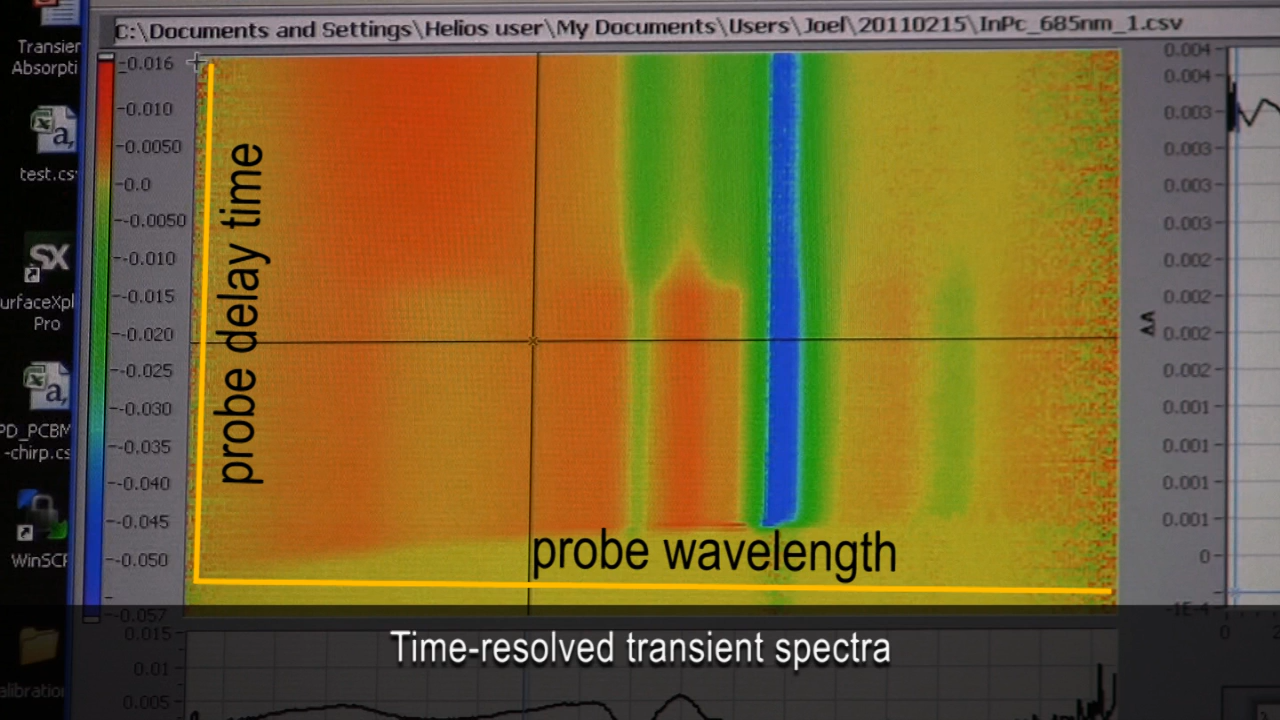 C:\Documents and Settings\Helios user\My Documents\Users\Joel\20110215\InPc_685nm_1.csv
Transien
Absorpti
test.cs
SX
urfaceXpl
Pro
PD_PCBM
-chirp.cs
WinSCP
alibration
-0.016
-0.010
-0.0050
-0.0
-0.0050
-0.010
-0.015
-0.020
-0.025
-0.030
-0.035
-0.040
-0.045
-0.050
-0.057
probe delay time
probe wavelength
0.004
0.004
0.003
0.003
0.003
0.002
0.002
0.002
0.001
0.001
0.001
0.001
0
-1E-4
ΔA
0
Time-resolved transient spectra
0.015
0.01
0.005